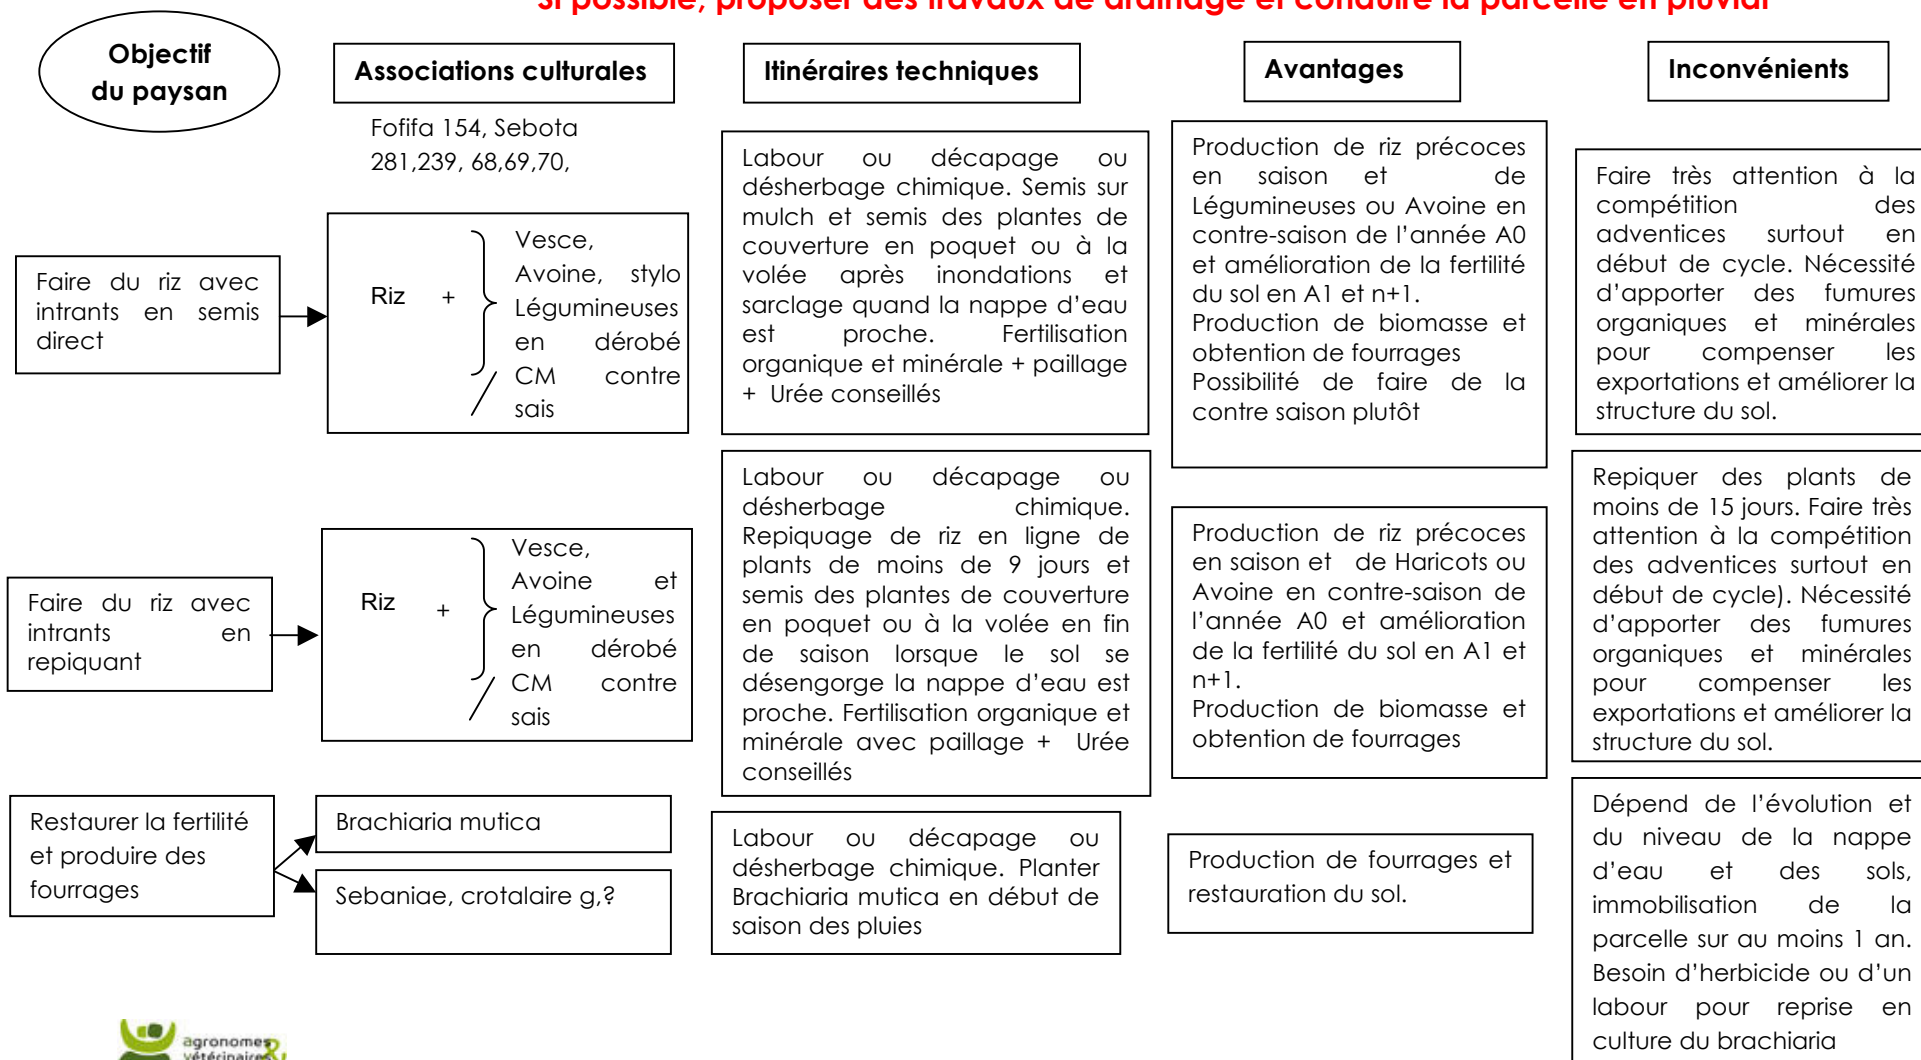 Si possible, proposer des travaux de drainage et conduire la parcelle en pluvial
Objectif
du paysan
Associations culturales
Itinéraires techniques
Avantages
Inconvénients
Fofifa 154, Sebota
281,239, 68,69,70,
Faire du riz avec
intrants en semis
direct
Riz +
Vesce,
Avoine, stylo
Légumineuses
en dérobé
CM contre
sais
Labour ou décapage ou
désherbage chimique. Semis sur
mulch et semis des plantes de
couverture en poquet ou à la
volée après inondations et
sarclage quand la nappe d'eau
est proche. Fertilisation
organique et minérale + paillage
+ Urée conseillés
Production de riz précoces
en saison et de
Légumineuses ou Avoine en
contre-saison de l'année A0
et amélioration de la fertilité
du sol en A1 et n+1.
Production de biomasse et
obtention de fourrages
Possibilité de faire de la
contre saison plutôt
Faire très attention à la
compétition des
adventices surtout en
début de cycle. Nécessité
d'apporter des fumures
organiques et minérales
pour compenser les
exportations et améliorer la
structure du sol.
Faire du riz avec
intrants en
repiquant
Riz +
Vesce,
Avoine et
Légumineuses
en dérobé
CM contre
sais
Labour ou décapage ou
désherbage chimique.
Repiquage de riz en ligne de
plants de moins de 9 jours et
semis des plantes de couverture
en poquet ou à la volée en fin
de saison lorsque le sol se
désengorge la nappe d'eau est
proche. Fertilisation organique et
minérale avec paillage + Urée
conseillés
Production de riz précoces
en saison et de Haricots ou
Avoine en contre-saison de
l'année A0 et amélioration
de la fertilité du sol en A1 et
n+1.
Production de biomasse et
obtention de fourrages
Repiquer des plants de
moins de 15 jours. Faire très
attention à la compétition
des adventices surtout en
début de cycle). Nécessité
d'apporter des fumures
organiques et minérales
pour compenser les
exportations et améliorer la
structure du sol.
Restaurer la fertilité
et produire des
fourrages
Brachiaria mutica
Sebaniae, crotalaire g,?
Labour ou décapage ou
désherbage chimique. Planter
Brachiaria mutica en début de
saison des pluies
Production de fourrages et
restauration du sol.
Dépend de l'évolution et
du niveau de la nappe
d'eau et des sols,
immobilisation de la
parcelle sur au moins 1 an.
Besoin d'herbicide ou d'un
labour pour reprise en
culture du brachiaria
agronomes
vétérinaires
&